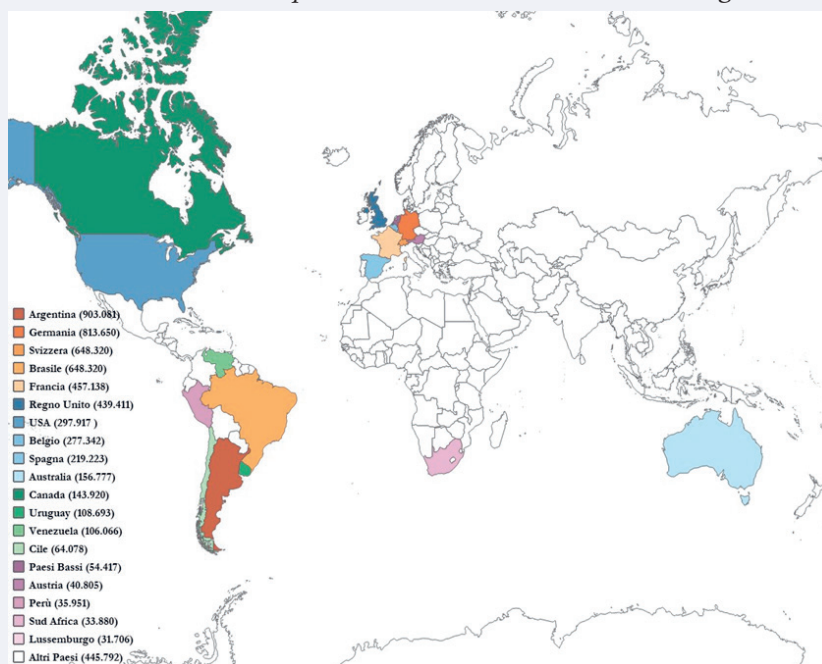 Argentina (903.081)
Germania (813.650)
Svizzera (648.320)
Brasile (648.320)
Francia (457.138)
Regno Unito (439.411)
USA (297.917 )
Belgio (277.342)
Spagna (219.223)
Australia (156.777)
Canada (143.920)
Uruguay (108.693)
Venezuela (106.066)
Cile (64.078)
Paesi Bassi (54.417)
Austria (40.805)
Perù (35.951)
Sud Africa (33.880)
Lussemburgo (31.706)
Altri Paesi (445.792)